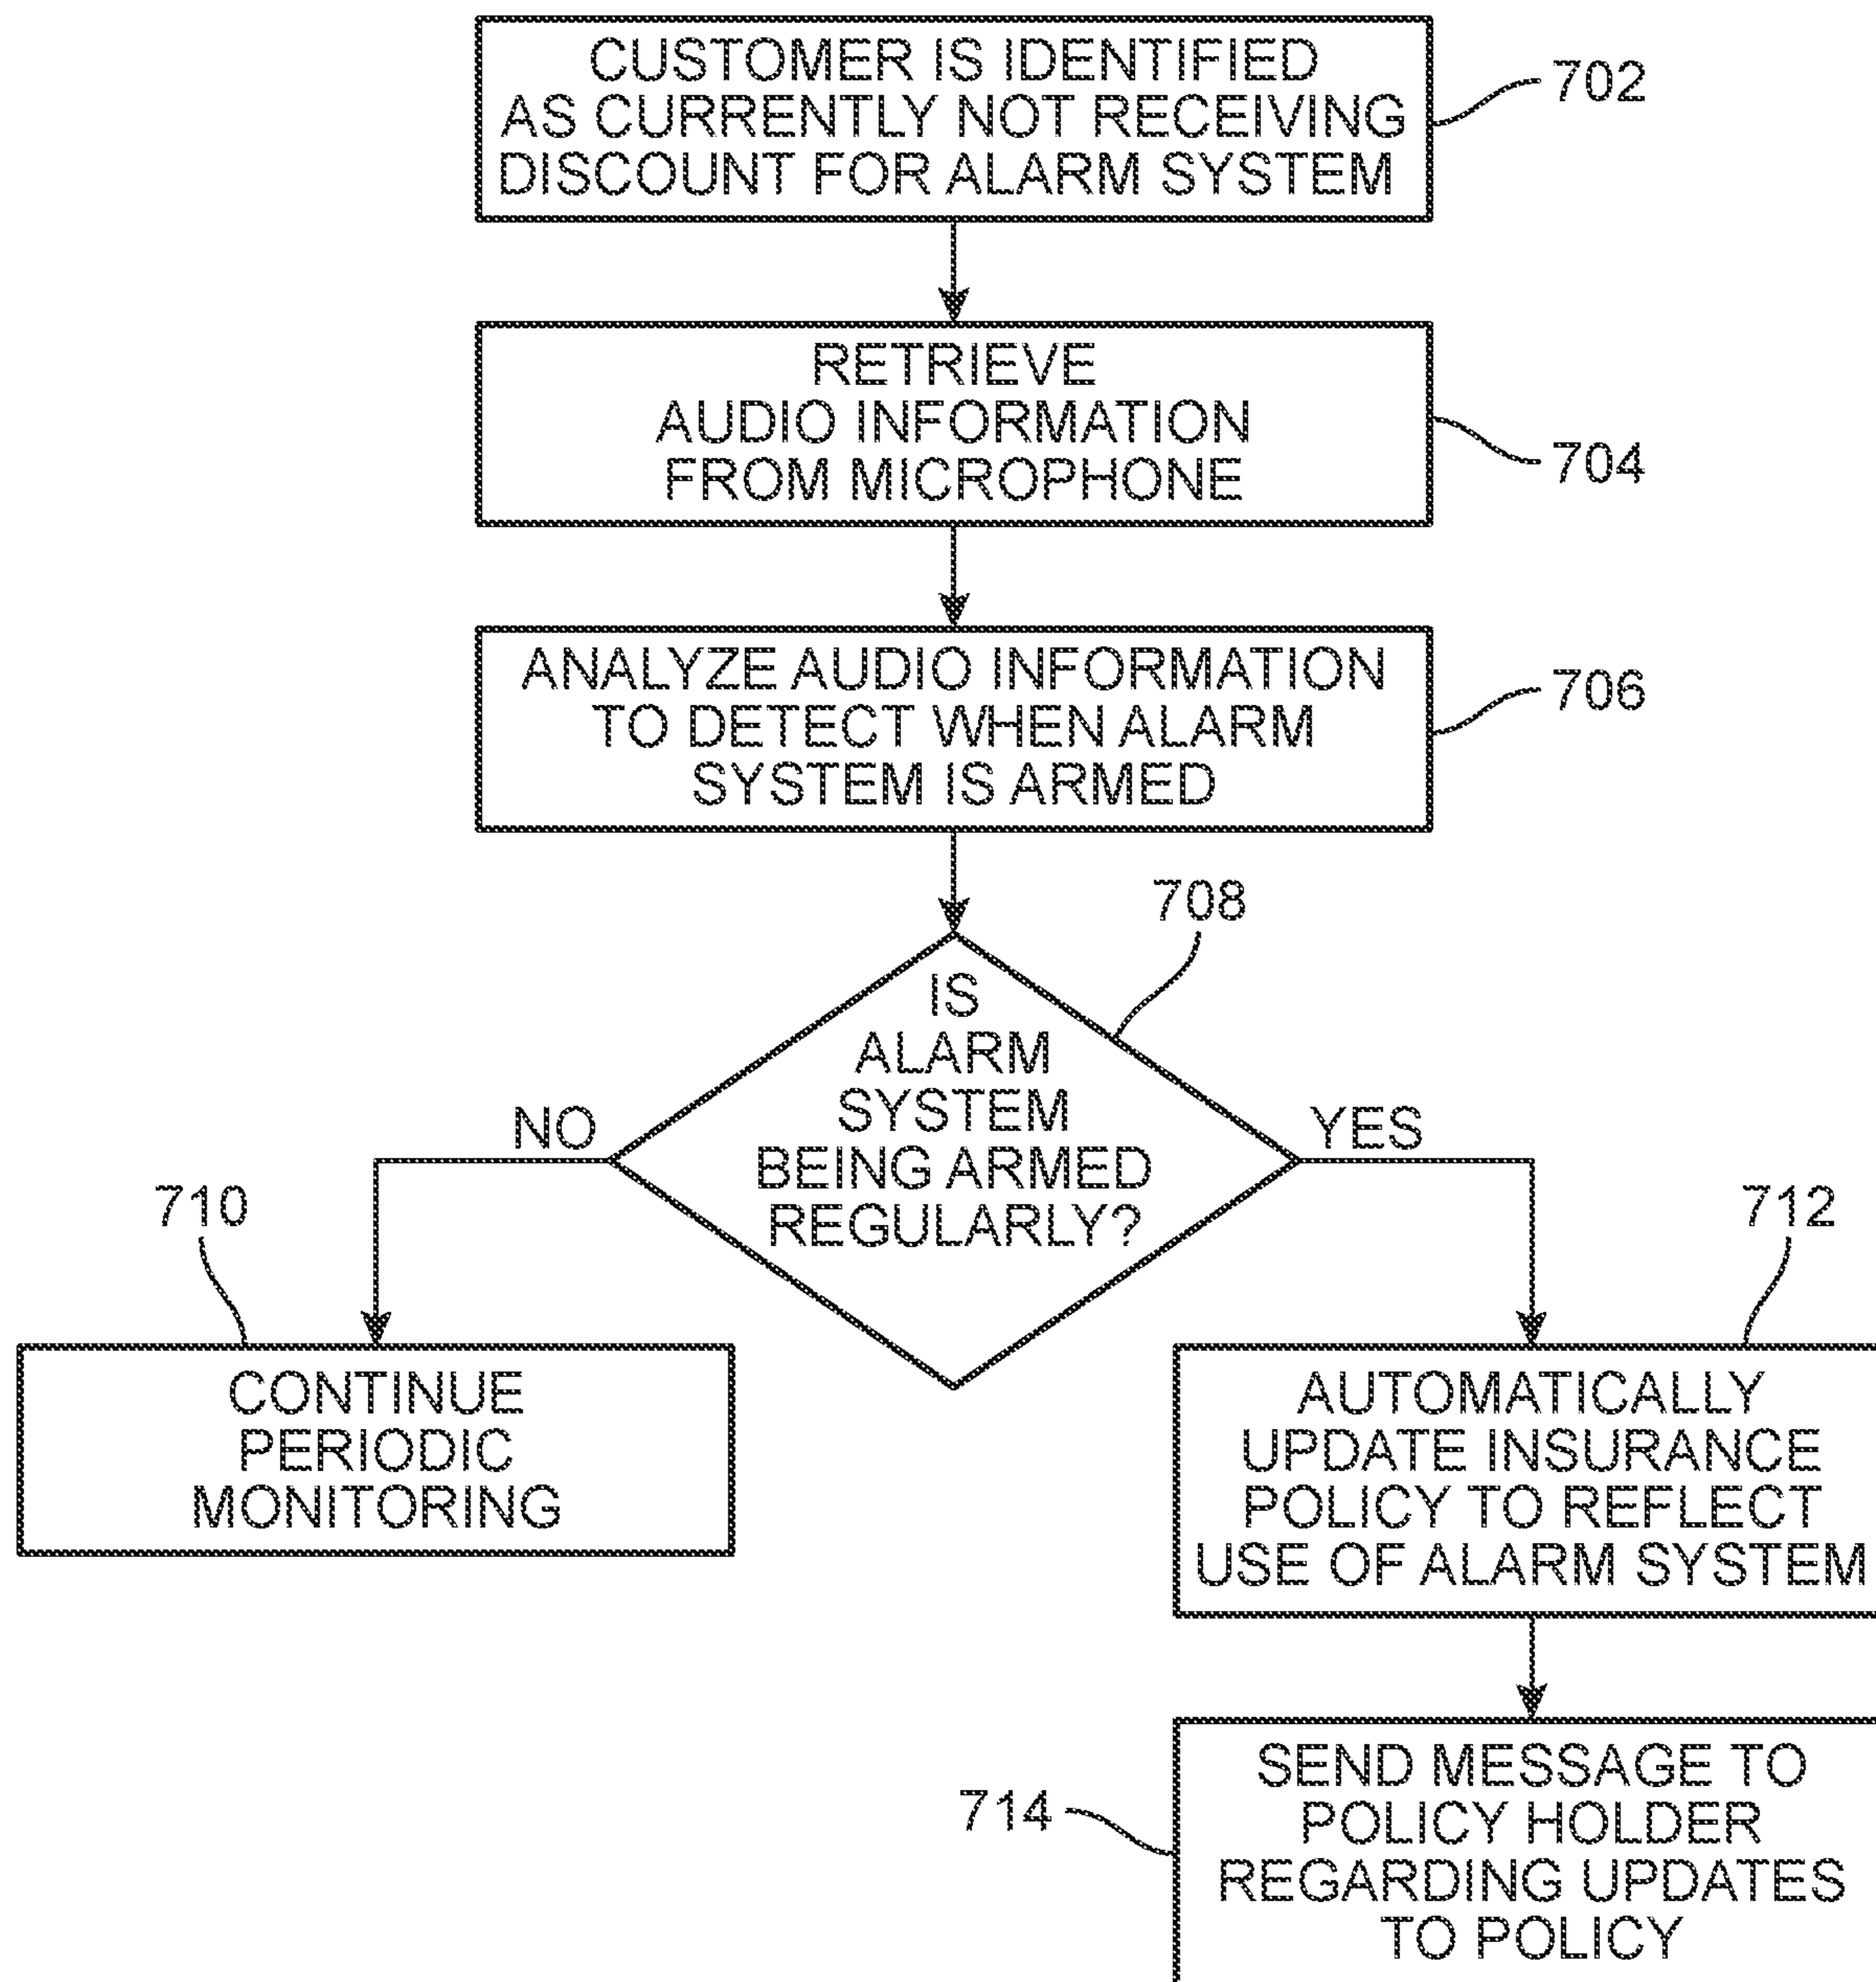 CUSTOMER IS IDENTIFIED
AS CURRENTLY NOT RECEIVING
DISCOUNT FOR ALARM SYSTEM
702
RETRIEVE
AUDIO INFORMATION
FROM MICROPHONE
704
ANALYZE AUDIO INFORMATION
TO DETECT WHEN ALARM
SYSTEM IS ARMED
706
708
IS
ALARM
SYSTEM
BEING ARMED
REGULARLY?
NO
YES
710
CONTINUE
PERIODIC
MONITORING
712
AUTOMATICALLY
UPDATE INSURANCE
POLICY TO REFLECT
USE OF ALARM SYSTEM
714
SEND MESSAGE TO
POLICY HOLDER
REGARDING UPDATES
TO POLICY